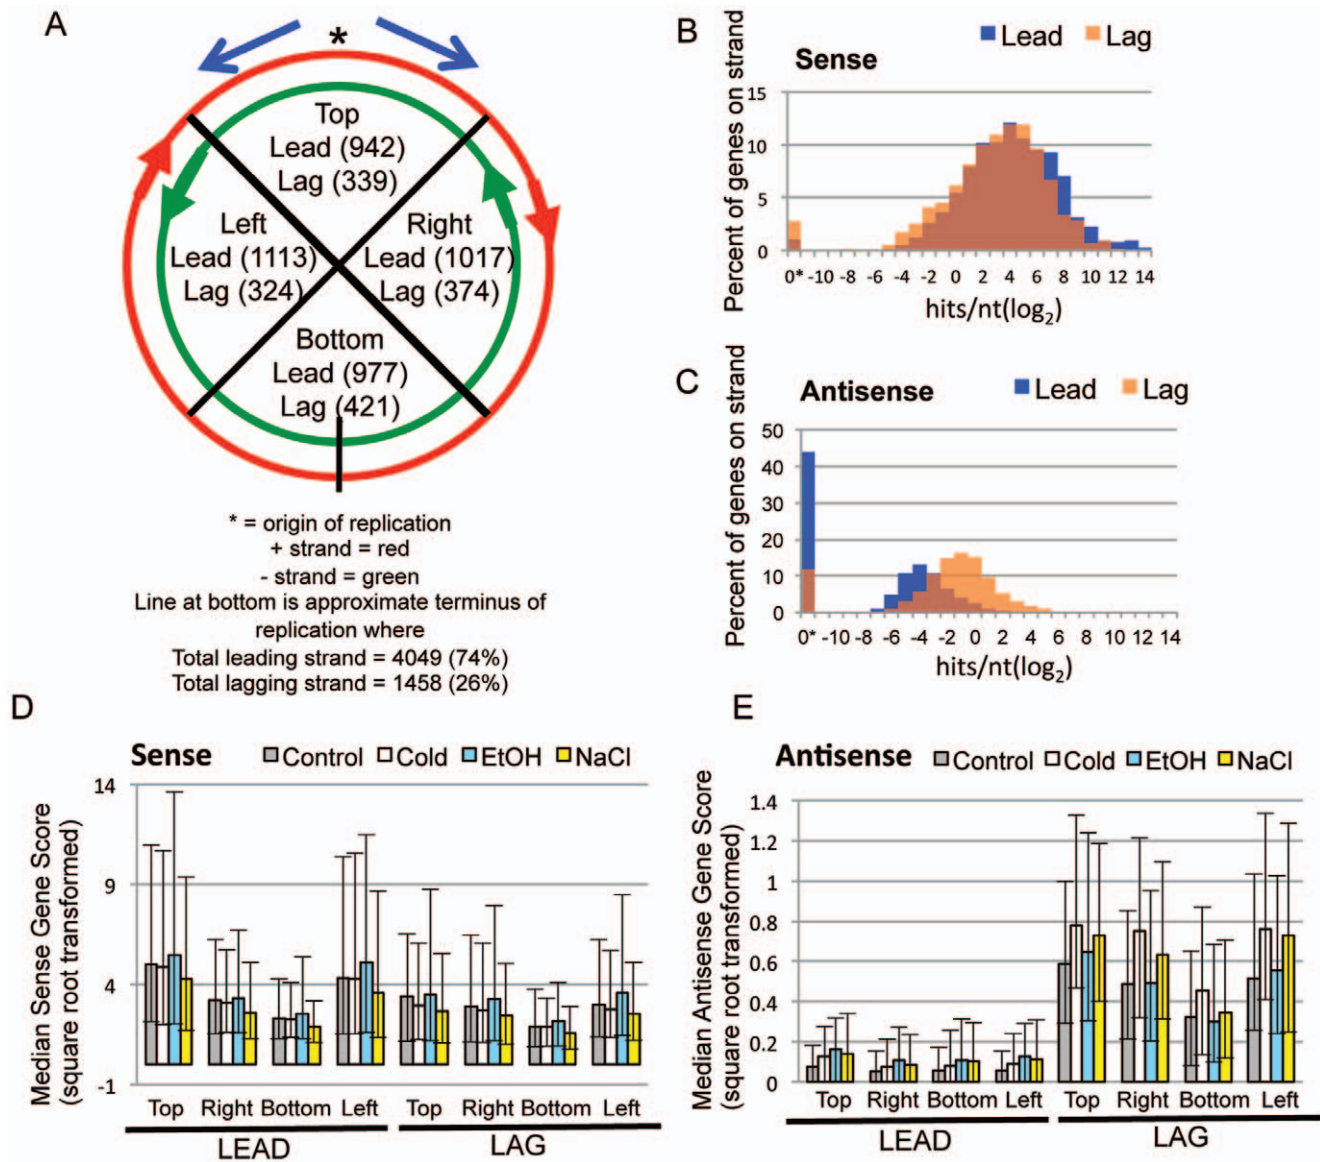 A
*
Top
Lead (942)
Lag (339)
Left
Lead (1113)
Lag (324)
Right
Lead (1017)
Lag (374)
Bottom
Lead (977)
Lag (421)
* = origin of replication
+ strand = red
- strand = green
Line at bottom is approximate terminus of
replication where
Total leading strand = 4049 (74%)
Total lagging strand = 1458 (26%)
B
Lead Lag
Sense
Percent of genes on strand
15
10
5
0
0* -10 -8 -6 -4 -2 0 2 4 6 8 10 12 14
hits/nt(log2)
C
Antisense
Lead Lag
Percent of genes on strand
50
40
30
20
10
0
0* -10 -8 -6 -4 -2 0 2 4 6 8 10 12 14
hits/nt(log2)
D
Sense
Control Cold EtOH NaCl
Median Sense Gene Score
(square root transformed)
14
9
4
-1
Top Right Bottom Left Top Right Bottom Left
LEAD LAG
E
Antisense
Control Cold EtOH NaCl
Median Antisense Gene Score
(square root transformed)
1.4
1.2
1
0.8
0.6
0.4
0.2
0
Top Right Bottom Left Top Right Bottom Left
LEAD LAG